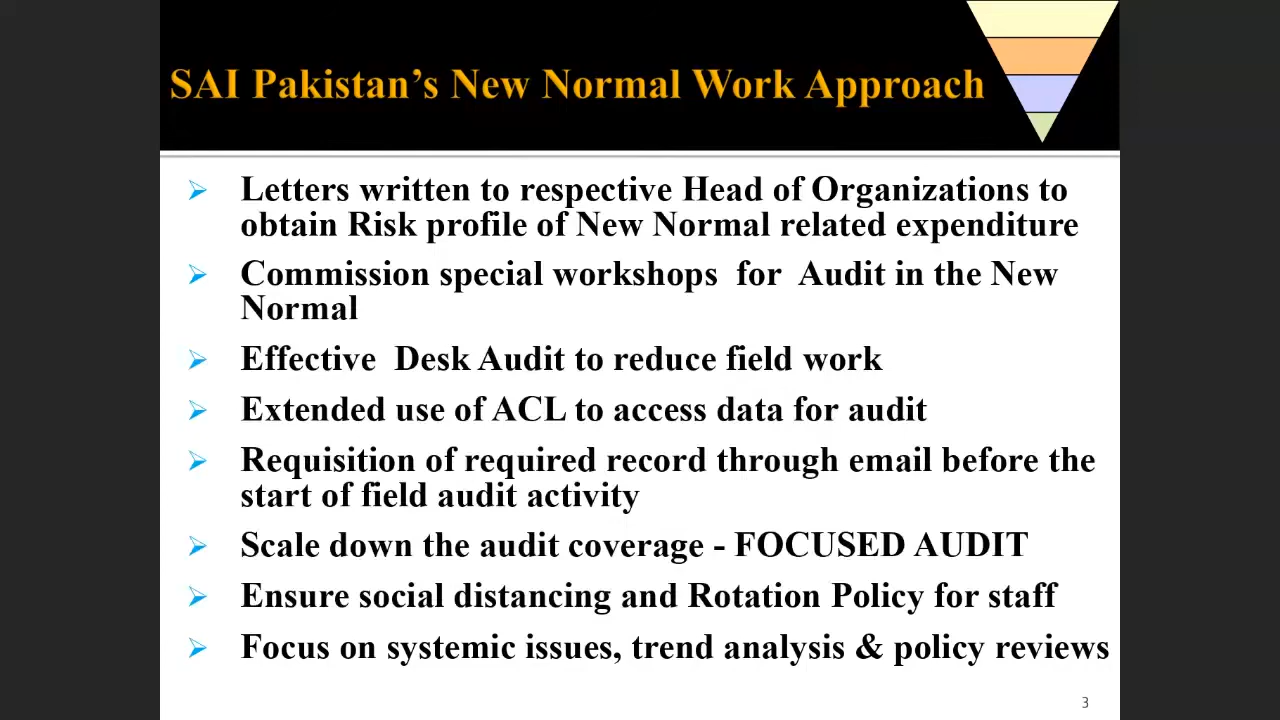 SAI Pakistan’s New Normal Work Approach
Letters written to respective Head of Organizations to
obtain Risk profile of New Normal related expenditure
Commission special workshops for Audit in the New
Normal
Effective Desk Audit to reduce field work
Extended use of ACL to access data for audit
Requisition of required record through email before the
start of field audit activity
Scale down the audit coverage - FOCUSED AUDIT
Ensure social distancing and Rotation Policy for staff
Focus on systemic issues, trend analysis & policy reviews
3